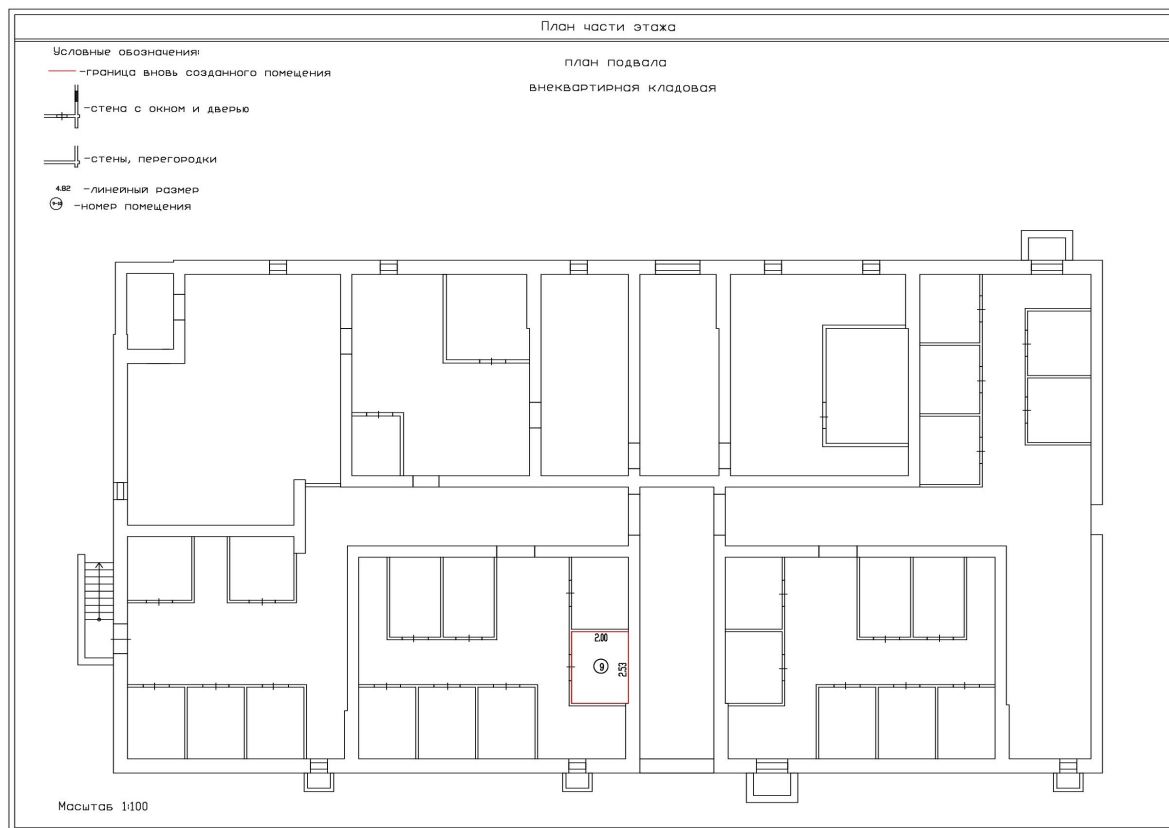 План части этажа
Условные обозначения:
-граница вновь созданного помещения
план подвала
внеквартирная кладовая
-стена с окном и дверью
-стены, перегородки
4.82 -линейный размер
-номер помещения
2.00
9
2.53
Масштаб 1:100